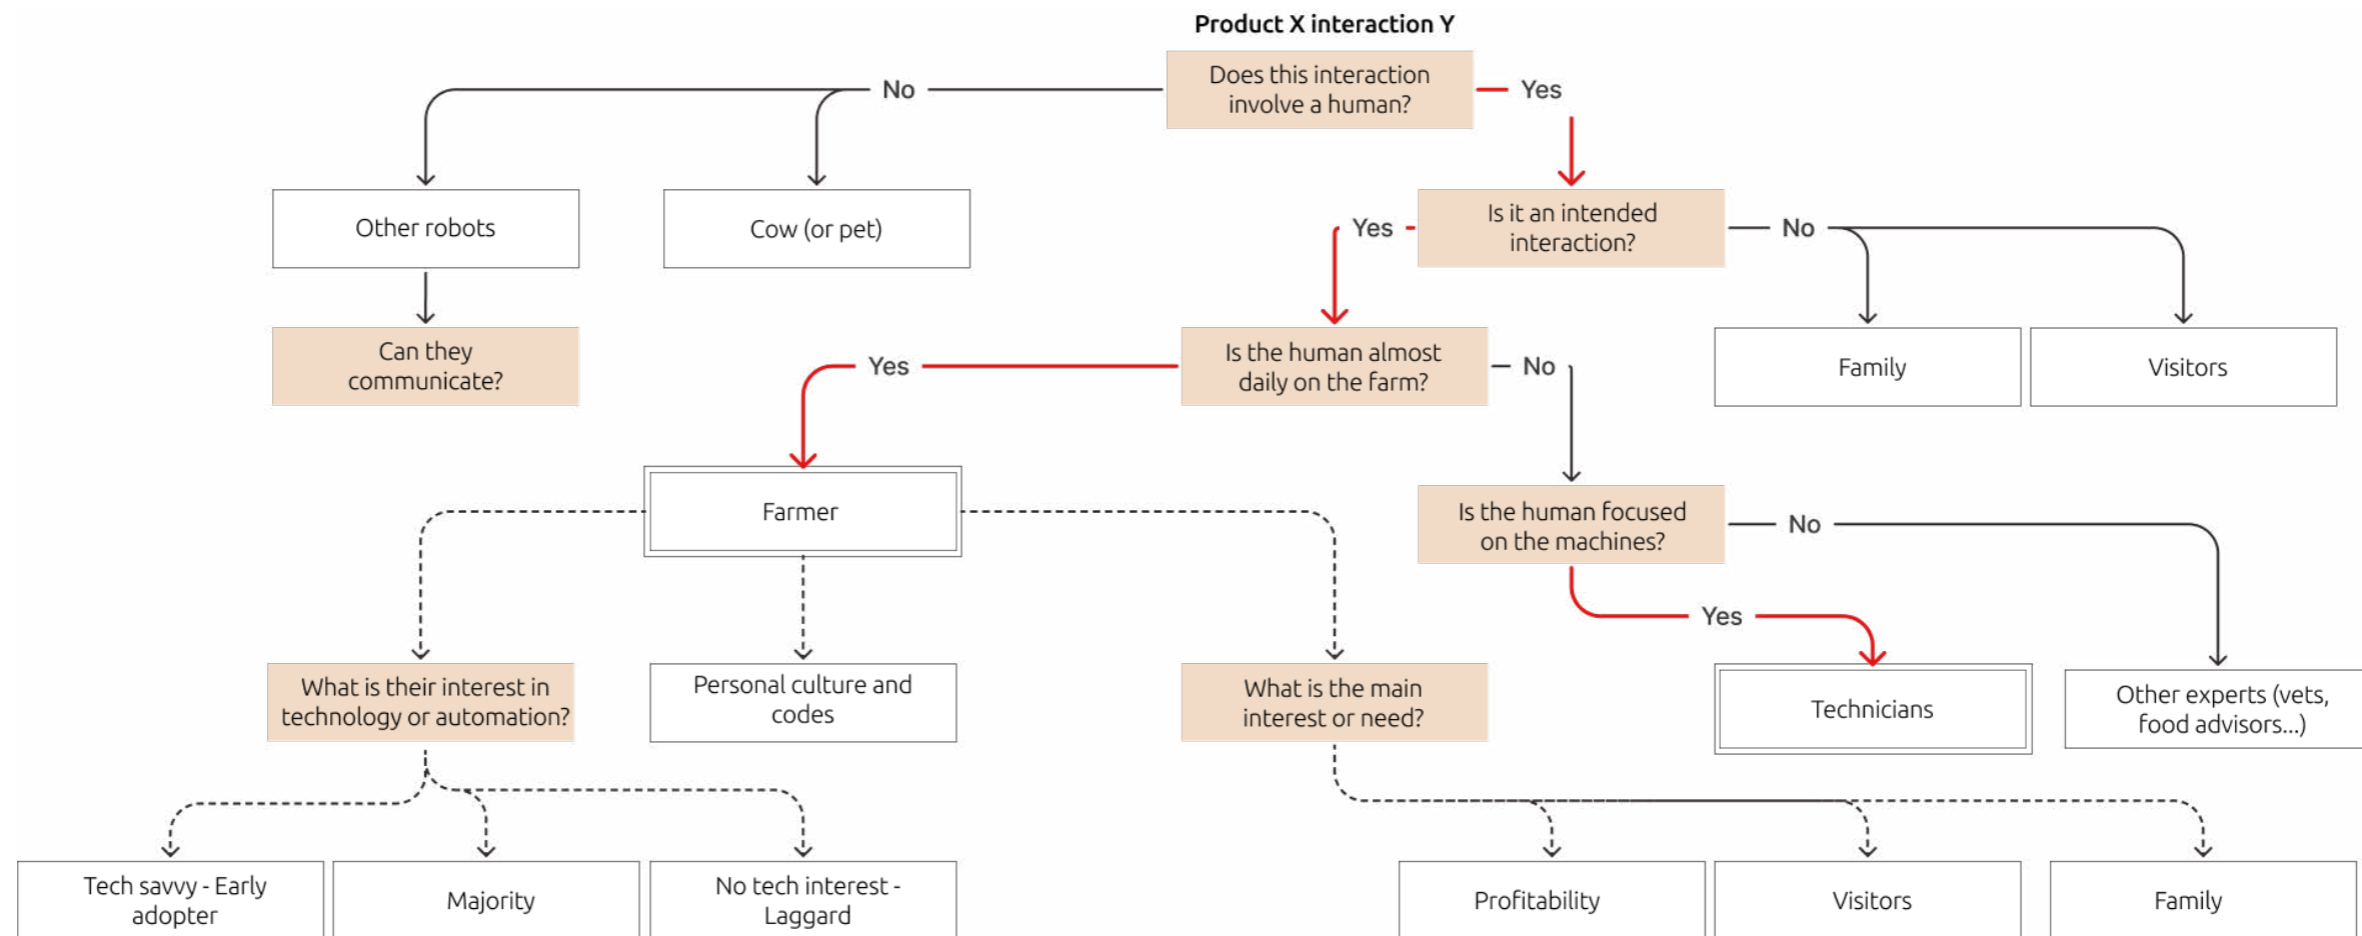 Product X interaction Y
Does this interaction
involve a human?
No
Yes
Other robots
Cow (or pet)
Is it an intended
interaction?
Yes
No
Can they
communicate?
Is the human almost
daily on the farm?
Yes
No
Family
Visitors
Farmer
Is the human focused
on the machines?
No
Yes
What is their interest in
technology or automation?
Personal culture and
codes
What is the main
interest or need?
Technicians
Other experts (vets,
food advisors...)
Tech savvy - Early
adopter
Majority
No tech interest -
Laggard
Profitability
Visitors
Family